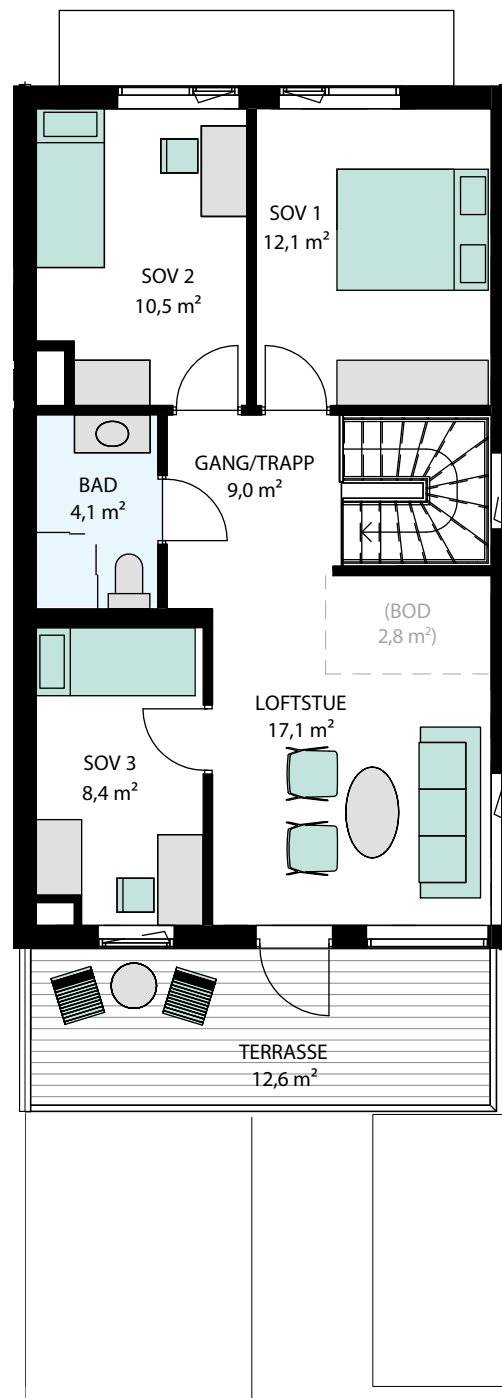 SOV 1
12,1 m²
SOV 2
10,5 m²
GANG/TRAPP
9,0 m²
BAD
4,1 m²
(BOD
2,8 m²)
LOFTSTUE
17,1 m²
SOV 3
8,4 m²
TERRASSE
12,6 m²